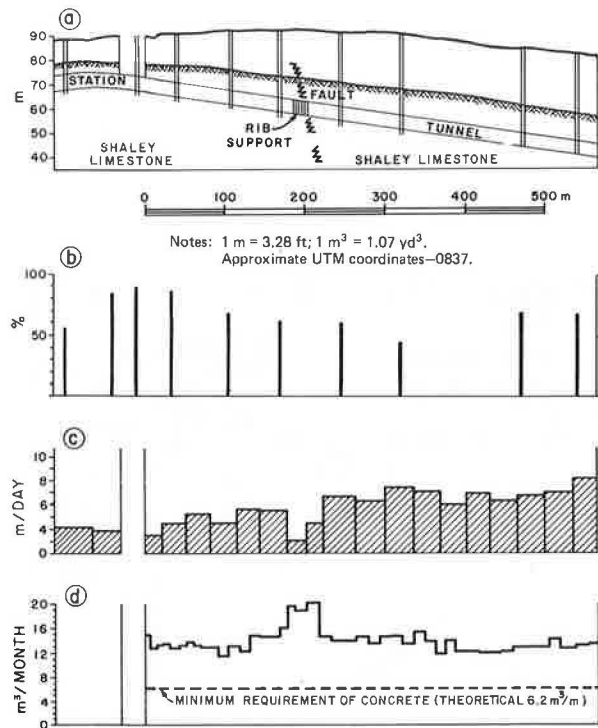 a
90
80
70
60
50
40
m
STATION
FAULT
RIB
SUPPORT
TUNNEL
SHALEY
LIMESTONE
SHALEY LIMESTONE
0 100 200 300 400 500 m
Notes: 1 m = 3.28 ft; 1 m³ = 1.07 yd³.
Approximate UTM coordinates—0837.
b
100
50
%
c
10
8
6
4
2
0
m/DAY
d
20
16
12
8
4
0
m³/MONTH
MINIMUM REQUIREMENT OF CONCRETE (THEORETICAL 6,2 m³/m)